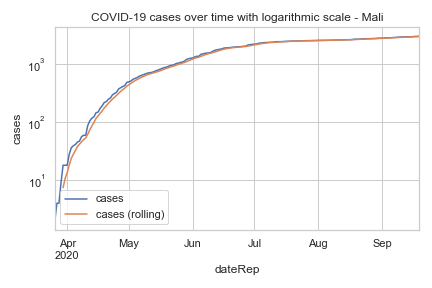 COVID-19 cases over time with logarithmic scale - Mali
10³
10²
10¹
cases
cases
cases (rolling)
Apr
2020
May
Jun
Jul
Aug
Sep
dateRep